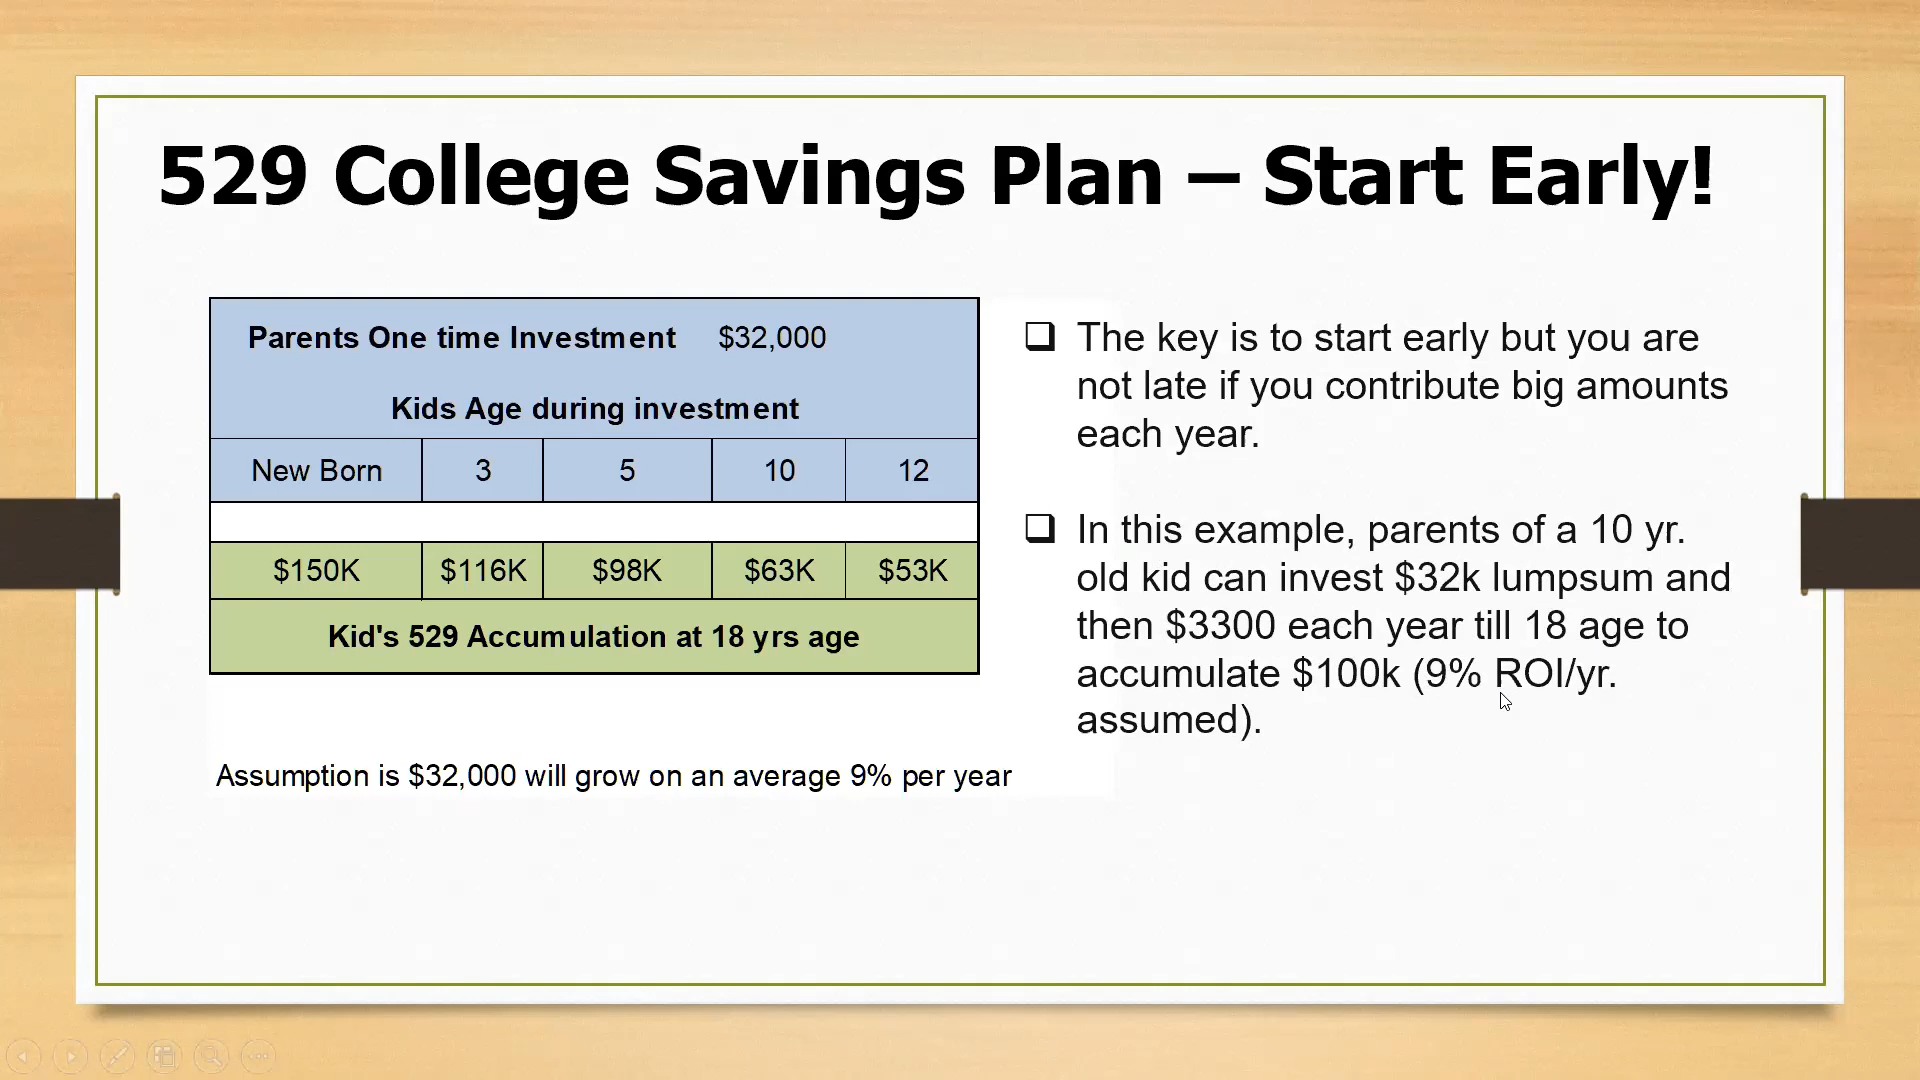 529 College Savings Plan – Start Early!
Parents One time Investment $32,000
Kids Age during investment
New Born 3 5 10 12
$150K $116K $98K $63K $53K
Kid's 529 Accumulation at 18 yrs age
Assumption is $32,000 will grow on an average 9% per year
The key is to start early but you are
not late if you contribute big amounts
each year.
In this example, parents of a 10 yr.
old kid can invest $32k lumpsum and
then $3300 each year till 18 age to
accumulate $100k (9% ROI/yr.
assumed).